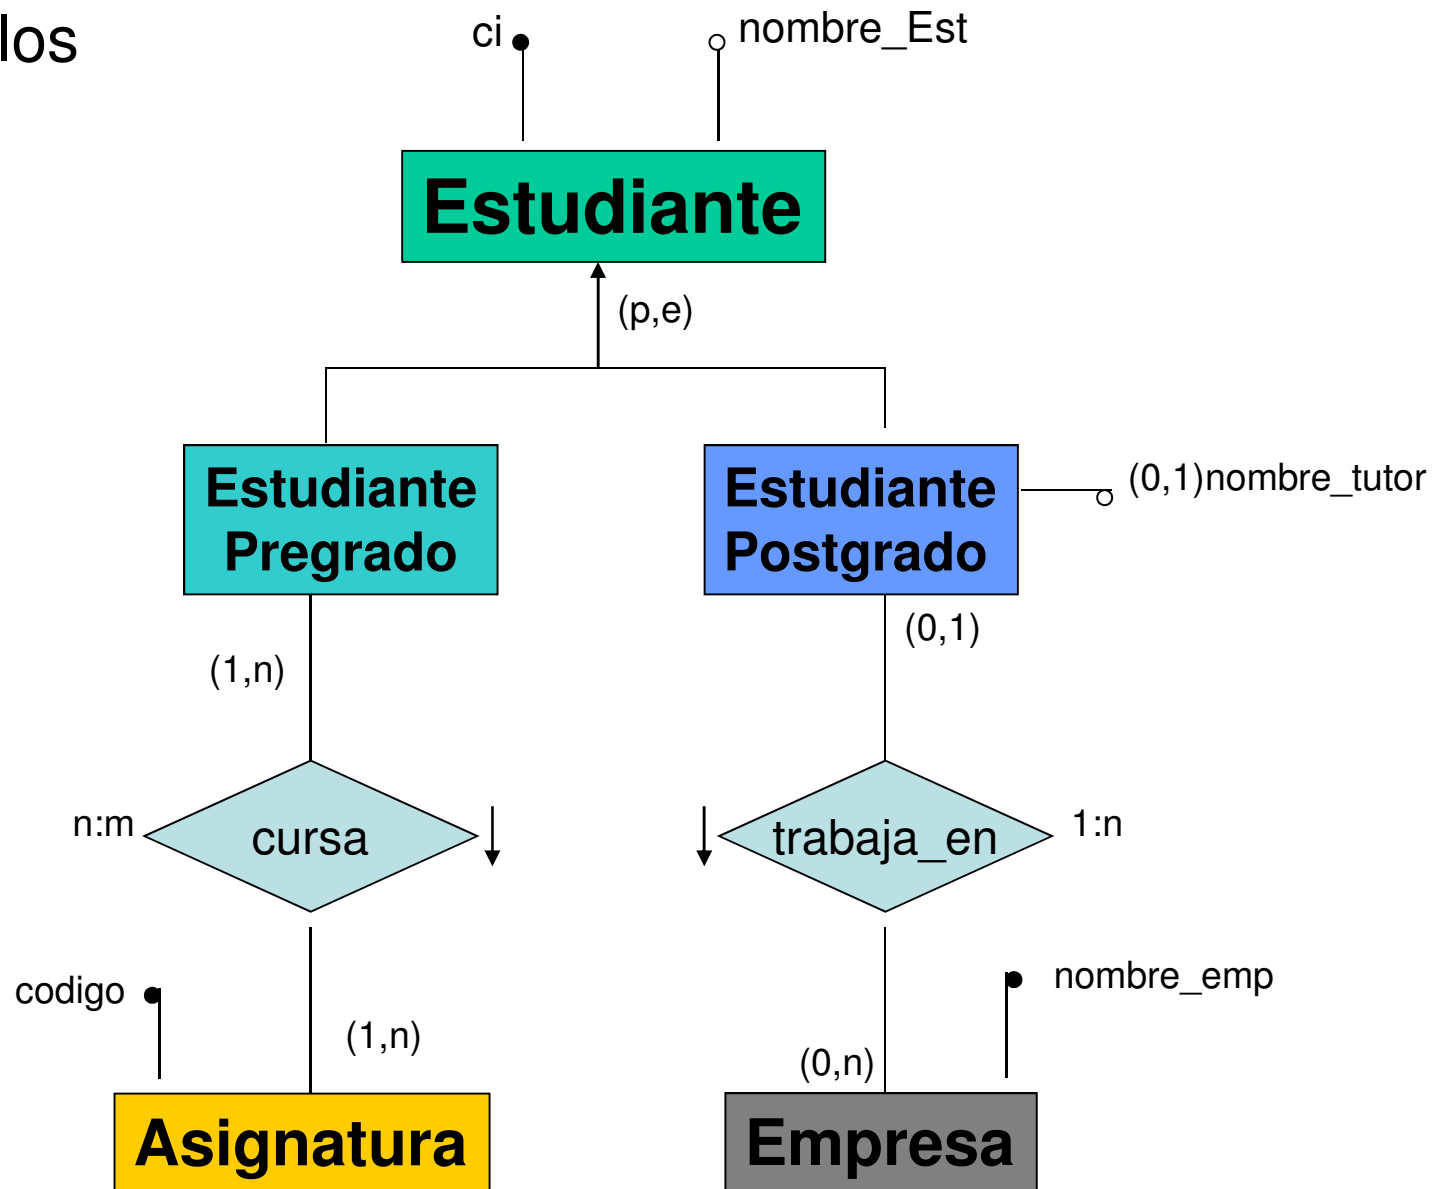 los
ci
nombre_Est
Estudiante
(p,e)
Estudiante
Pregrado
Estudiante
Postgrado
(0,1)nombre_tutor
(1,n)
(0,1)
n:m
cursa
trabaja_en
1:n
codigo
nombre_emp
(1,n)
(0,n)
Asignatura
Empresa